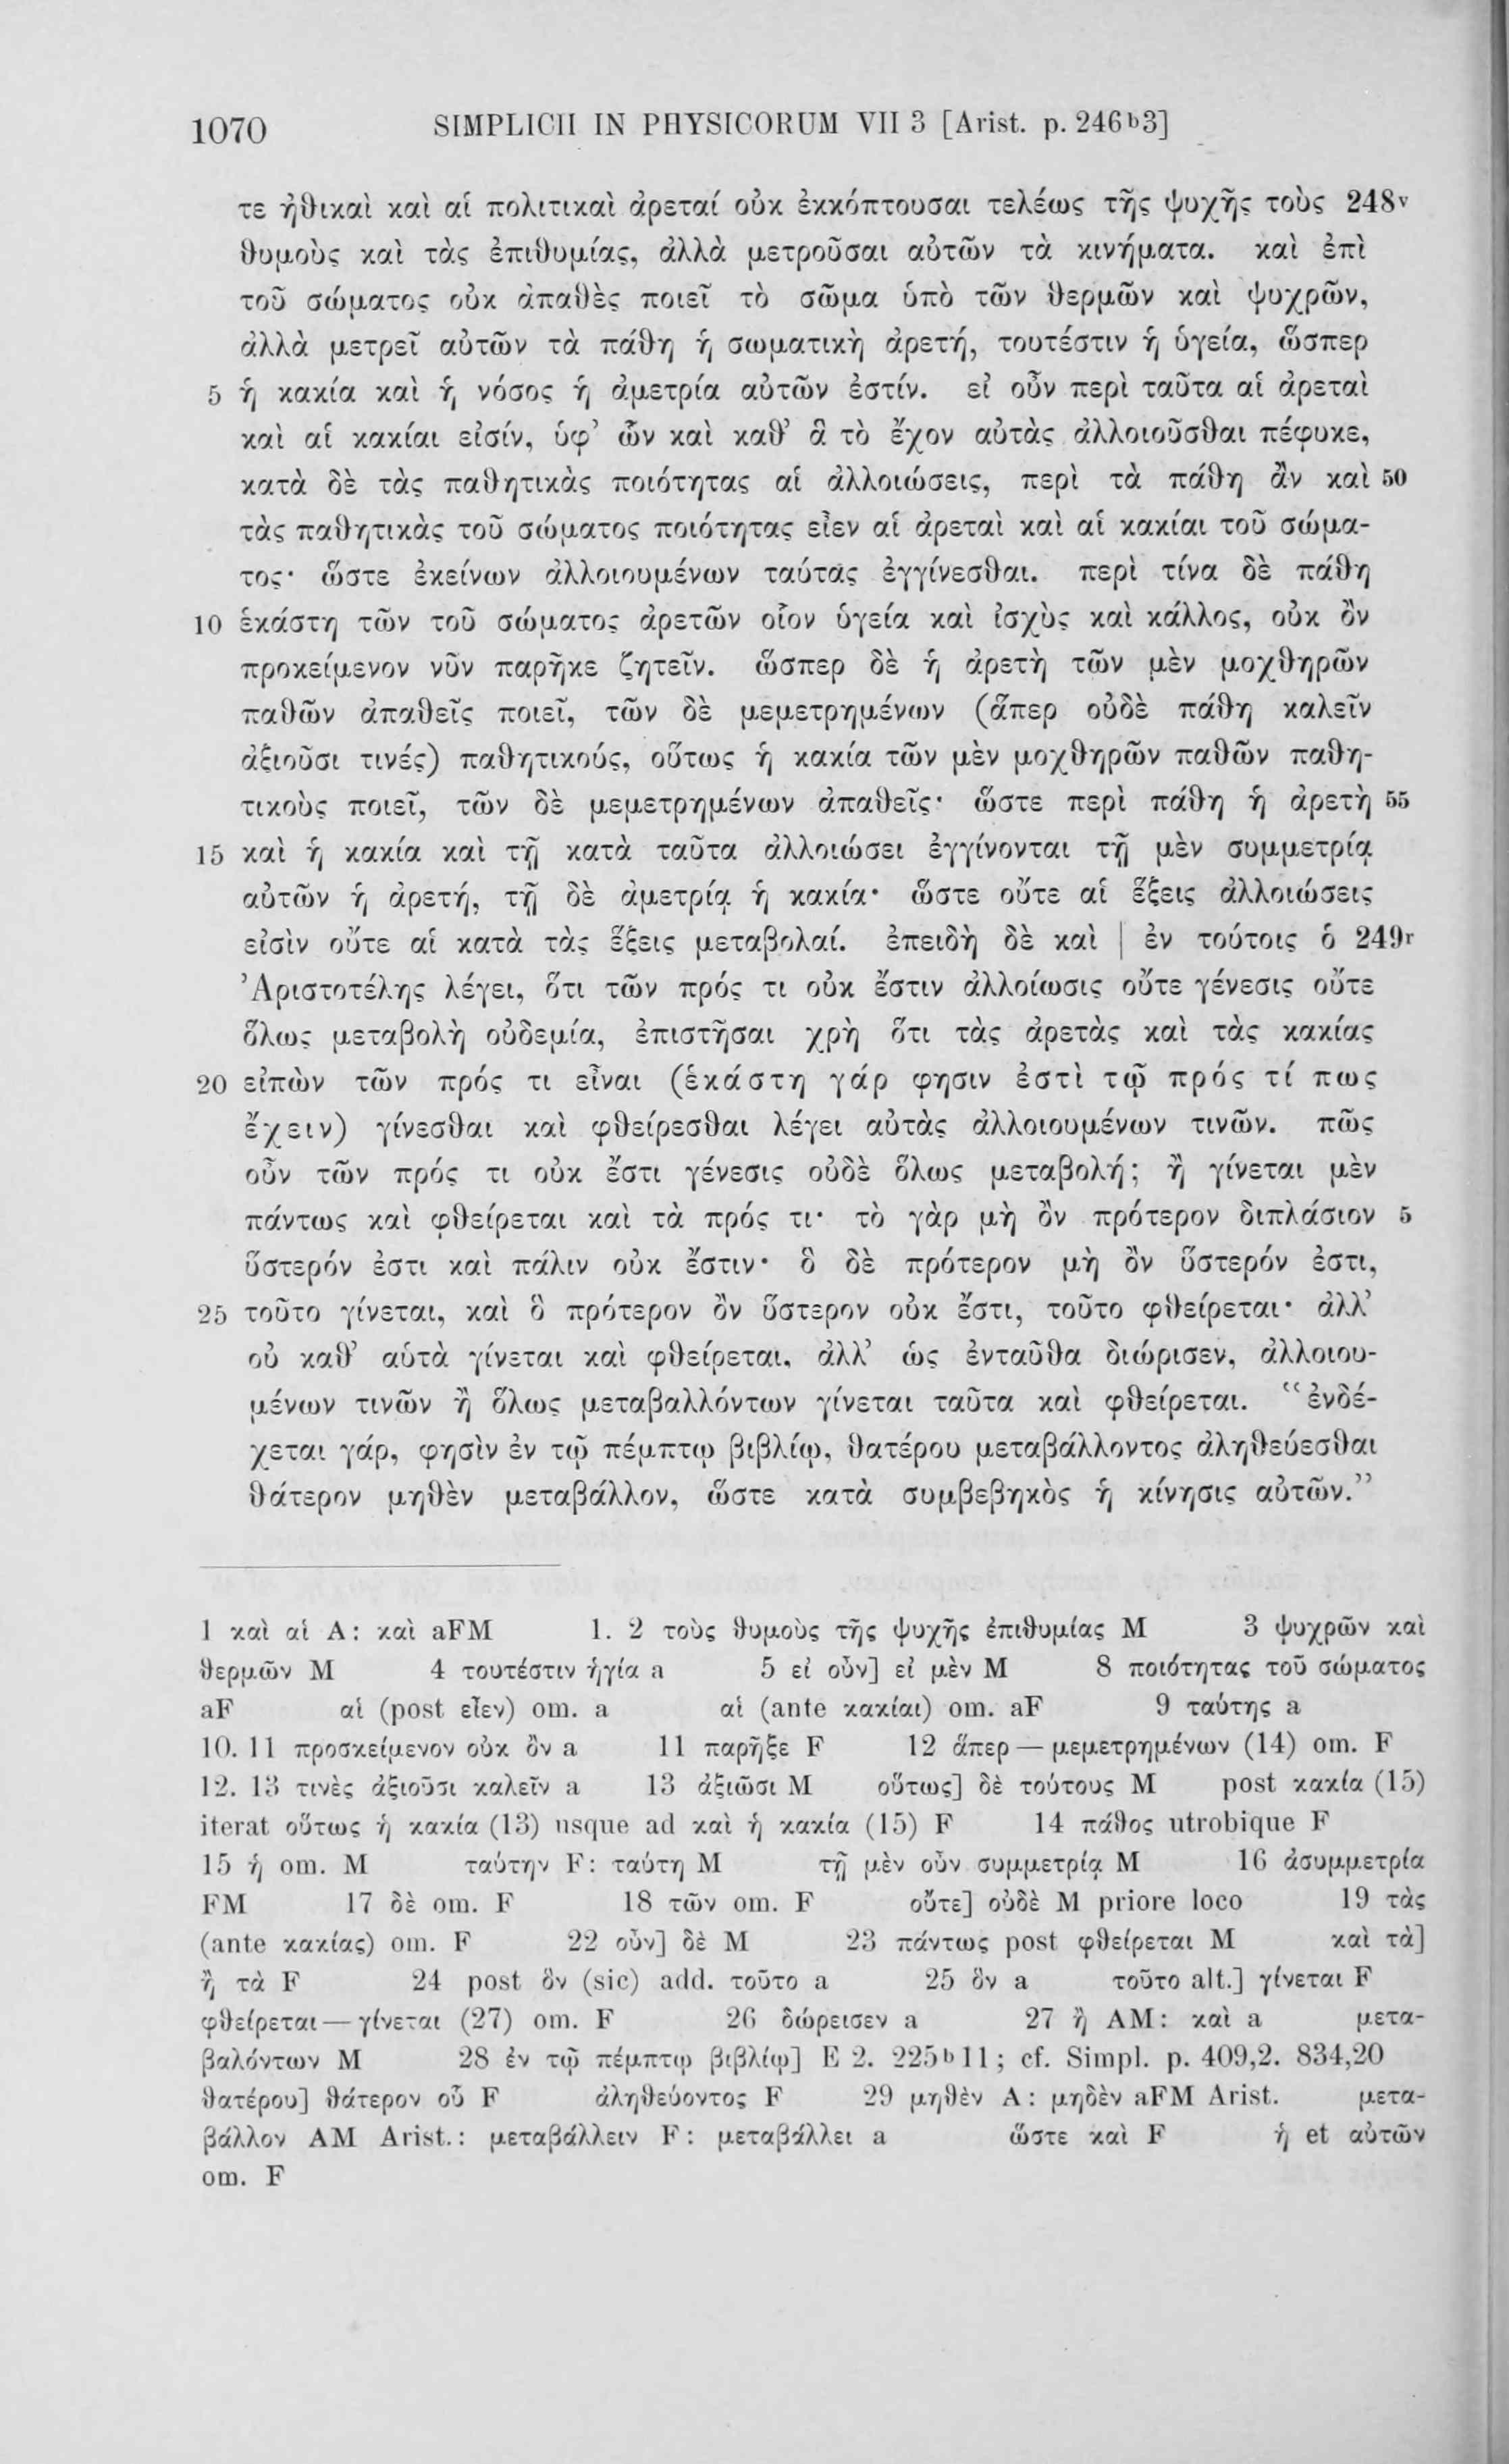 1070 SIMPLICII IN PHYSICORUM VII 3 [Arist. p. 246b3]
τε ἠθικαὶ καὶ αἱ πολιτικαὶ ἀρεταί οὐκ ἐκκόπτουσαι τελέως τῆς ψυχῆς τοὺς 248v
θυμοὺς καὶ τὰς ἐπιθυμίας, ἀλλὰ μετροῦσαι αὐτῶν τὰ κινήματα. καὶ ἐπὶ
τοῦ σώματος οὐκ ἀπαθὲς ποιεῖ τὸ σῶμα ὑπὸ τῶν θερμῶν καὶ ψυχρῶν,
ἀλλὰ μετρεῖ αὐτῶν τὰ πάθη ἡ σωματικὴ ἀρετή, τουτέστιν ἡ ὑγεία, ὥσπερ
5 ἡ κακία καὶ ἡ νόσος ἡ ἀμετρία αὐτῶν ἐστίν. εἰ οὖν περὶ ταῦτα αἱ ἀρεταὶ
καὶ αἱ κακίαι εἰσίν, ὑφ’ ὧν καὶ καθ’ ἃ τὸ ἔχον αὐτὰς ἀλλοιοῦσθαι πέφυκε,
κατὰ δὲ τὰς παθητικὰς ποιότητας αἱ ἀλλοιώσεις, περὶ τὰ πάθη ἂν καὶ 50
τὰς παθητικὰς τοῦ σώματος ποιότητας εἶεν αἱ ἀρεταὶ καὶ αἱ κακίαι τοῦ σώμα-
τος· ὥστε ἐκείνων ἀλλοιουμένων ταύτας ἐγγίνεσθαι. περὶ τίνα δὲ πάθη
10 ἑκάστη τῶν τοῦ σώματος ἀρετῶν οἷον ὑγεία καὶ ἰσχὺς καὶ κάλλος, οὐκ ὂν
προκείμενον νῦν παρῆκε ζητεῖν. ὥσπερ δὲ ἡ ἀρετὴ τῶν μὲν μοχθηρῶν
παθῶν ἀπαθεῖς ποιεῖ, τῶν δὲ μεμετρημένων (ἅπερ οὐδὲ πάθη καλεῖν
ἀξιοῦσι τινές) παθητικούς, οὕτως ἡ κακία τῶν μὲν μοχθηρῶν παθῶν παθη-
τικοὺς ποιεῖ, τῶν δὲ μεμετρημένων ἀπαθεῖς· ὥστε περὶ πάθη ἡ ἀρετὴ 55
15 καὶ ἡ κακία καὶ τῇ κατὰ ταῦτα ἀλλοιώσει ἐγγίνονται τῇ μὲν συμμετρίᾳ
αὐτῶν ἡ ἀρετή, τῇ δὲ ἀμετρίᾳ ἡ κακία· ὥστε οὔτε αἱ ἕξεις ἀλλοιώσεις
εἰσὶν οὔτε αἱ κατὰ τὰς ἕξεις μεταβολαί. ἐπειδὴ δὲ καὶ | ἐν τούτοις ὁ 249r
Ἀριστοτέλης λέγει, ὅτι τῶν πρός τι οὐκ ἔστιν ἀλλοίωσις οὔτε γένεσις οὔτε
ὅλως μεταβολὴ οὐδεμία, ἐπιστῆσαι χρὴ ὅτι τὰς ἀρετὰς καὶ τὰς κακίας
20 εἰπὼν τῶν πρός τι εἶναι (ἑκάστη γάρ φησιν ἐστὶ τῷ πρός τί πως
ἔχειν) γίνεσθαι καὶ φθείρεσθαι λέγει αὐτὰς ἀλλοιουμένων τινῶν. πῶς
οὖν τῶν πρός τι οὐκ ἔστι γένεσις οὐδὲ ὅλως μεταβολή; ἢ γίνεται μὲν
πάντως καὶ φθείρεται καὶ τὰ πρός τι· τὸ γὰρ μὴ ὂν πρότερον διπλάσιον 5
ὕστερόν ἐστι καὶ πάλιν οὐκ ἔστιν· ὃ δὲ πρότερον μὴ ὂν ὕστερόν ἐστι,
25 τοῦτο γίνεται, καὶ ὃ πρότερον ὂν ὕστερον οὐκ ἔστι, τοῦτο φθείρεται· ἀλλ’
οὐ καθ’ αὑτὰ γίνεται καὶ φθείρεται, ἀλλ’ ὡς ἐνταῦθα διώρισεν, ἀλλοιου-
μένων τινῶν ἢ ὅλως μεταβαλλόντων γίνεται ταῦτα καὶ φθείρεται. “ἐνδέ-
χεται γάρ, φησὶν ἐν τῷ πέμπτῳ βιβλίῳ, θατέρου μεταβάλλοντος ἀληθεύεσθαι
θάτερον μηθὲν μεταβάλλον, ὥστε κατὰ συμβεβηκὸς ἡ κίνησις αὐτῶν.”
1 καὶ αἱ A: καὶ aFM 1. 2 τοὺς θυμοὺς τῆς ψυχῆς ἐπιθυμίας M 3 ψυχρῶν καὶ
θερμῶν M 4 τουτέστιν ἡγία a 5 εἰ οὖν] εἰ μὲν M 8 ποιότητας τοῦ σώματος
aF αἱ (post εἶεν) om. a αἱ (ante κακίαι) om. aF 9 ταύτης a
10. 11 προσκείμενον οὐκ ὂν a 11 παρῆξε F 12 ἅπερ — μεμετρημένων (14) om. F
12. 13 τινὲς ἀξιοῦσι καλεῖν a 13 ἀξιῶσι M οὕτως] δὲ τούτους M post κακία (15)
iterat οὕτως ἡ κακία (13) usque ad καὶ ἡ κακία (15) F 14 πάθος utrobique F
15 ἡ om. M ταύτην F: ταύτη M τῇ μὲν οὖν συμμετρίᾳ M 16 ἀσυμμετρία
FM 17 δὲ om. F 18 τῶν om. F οὔτε] οὐδὲ M priore loco 19 τὰς
(ante κακίας) om. F 22 οὖν] δὲ M 23 πάντως post φθείρεται M καὶ τὰ]
ἢ τὰ F 24 post ὃν (sic) add. τοῦτο a 25 ὃν a τοῦτο alt.] γίνεται F
φθείρεται — γίνεται (27) om. F 26 δώρεισεν a 27 ἢ AM: καὶ a μετα-
βαλόντων M 28 ἐν τῷ πέμπτῳ βιβλίῳ] E 2. 225b11; cf. Simpl. p. 409,2. 834,20
θατέρου] θάτερον οὗ F ἀληθεύοντος F 29 μηθὲν A: μηδὲν aFM Arist. μετα-
βάλλον AM Arist.: μεταβάλλειν F: μεταβάλλει a ὥστε καὶ F ἡ et αὐτῶν
om. F